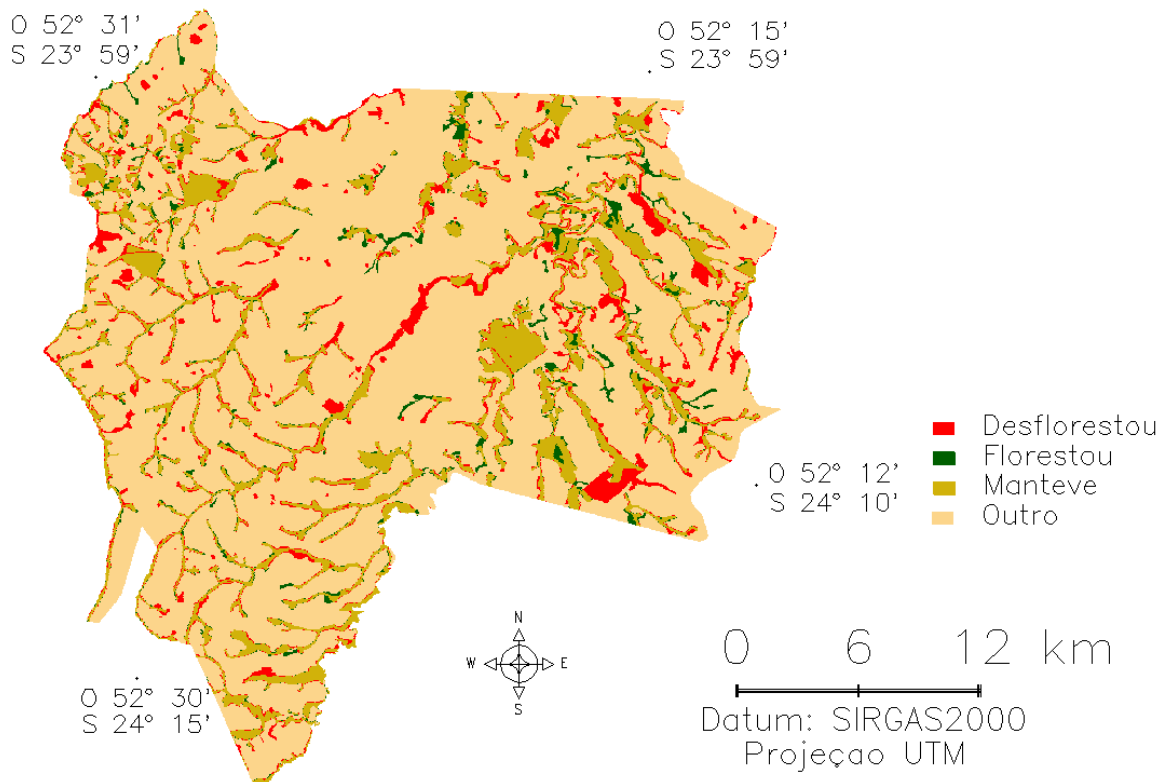 O 52° 31'
S 23° 59'
O 52° 15'
S 23° 59'
Desflorestou
Florestou
Manteve
Outro
O 52° 12'
S 24° 10'
N
W E
S
0 6 12 km
O 52° 30'
S 24° 15'
Datum: SIRGAS2000
Projeçao UTM